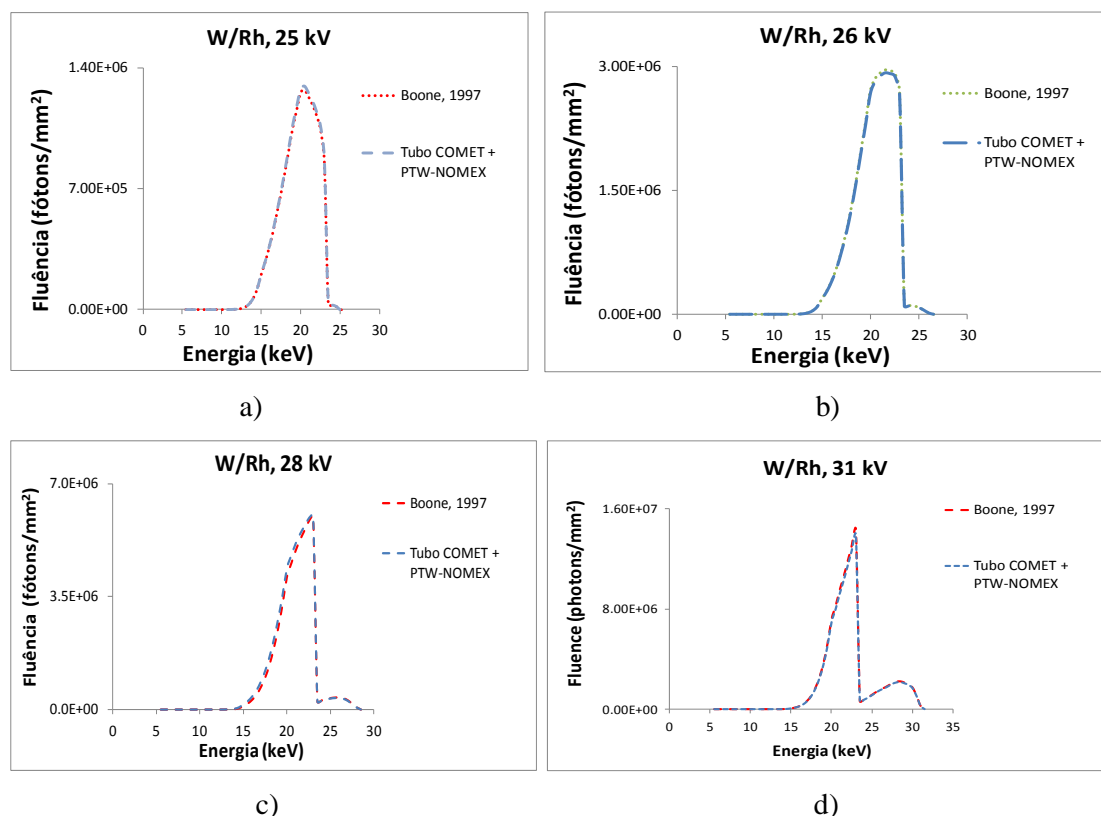 W/Rh, 25 kV
1.40E+06
7.00E+05
0.00E+00
Fluência (fótons/mm²)
0 5 10 15 20 25 30
Energia (keV)
Boone, 1997
Tubo COMET +
PTW-NOMEX
a)
W/Rh, 26 kV
3.00E+06
1.50E+06
0.00E+00
Fluência (fótons/mm²)
0 5 10 15 20 25 30
Energia (keV)
Boone, 1997
Tubo COMET +
PTW-NOMEX
b)
W/Rh, 28 kV
7.0E+06
3.5E+06
0.0E+00
Fluência (fótons/mm²)
0 5 10 15 20 25 30
Energia (keV)
Boone, 1997
Tubo COMET +
PTW-NOMEX
c)
W/Rh, 31 kV
1.60E+07
8.00E+06
0.00E+00
Fluence (photons/mm²)
0 5 10 15 20 25 30 35
Energia (keV)
Boone, 1997
Tubo COMET +
PTW-NOMEX
d)